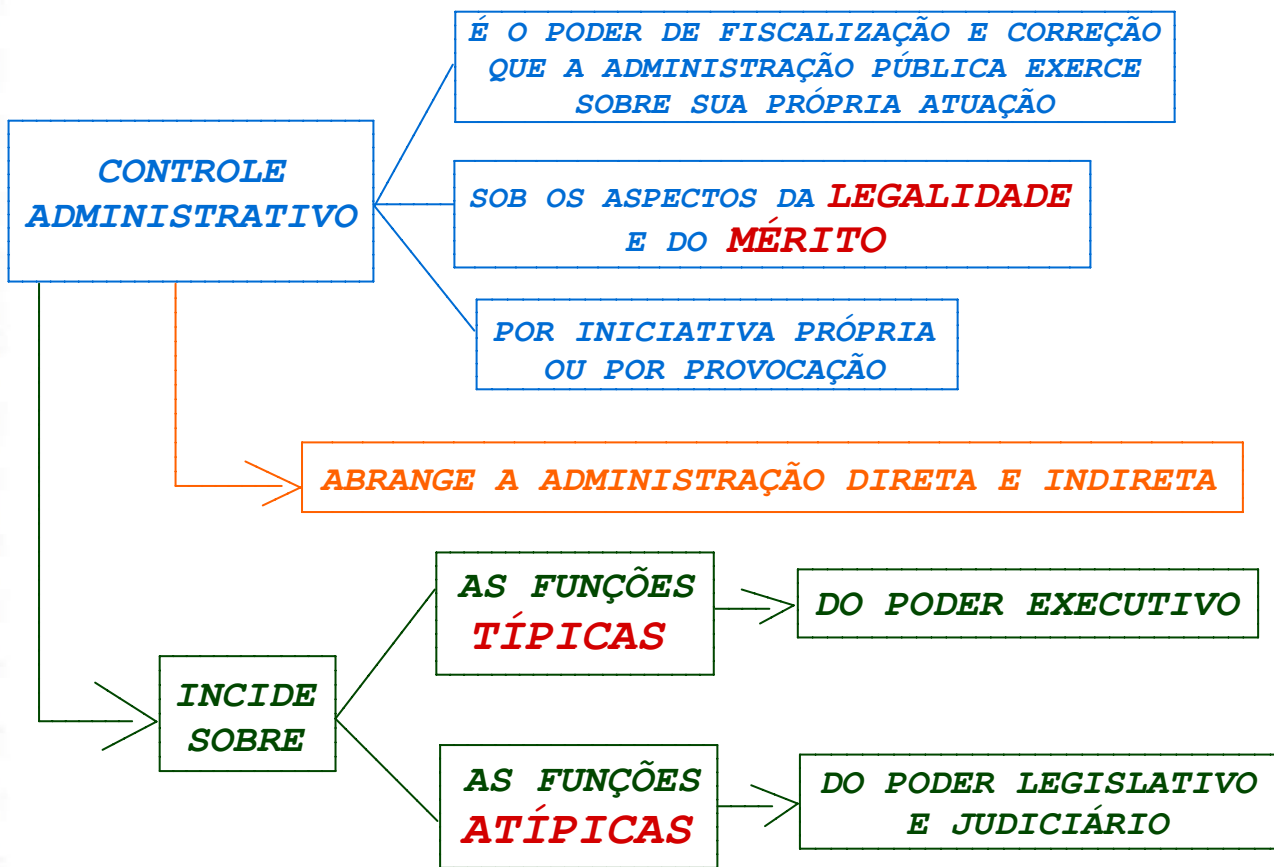 É O PODER DE FISCALIZAÇÃO E CORREÇÃO
QUE A ADMINISTRAÇÃO PÚBLICA EXERCE
SOBRE SUA PRÓPRIA ATUAÇÃO
CONTROLE
ADMINISTRATIVO
SOB OS ASPECTOS DA LEGALIDADE
E DO MÉRITO
POR INICIATIVA PRÓPRIA
OU POR PROVOCAÇÃO
ABRANGE A ADMINISTRAÇÃO DIRETA E INDIRETA
INCIDE
SOBRE
AS FUNÇÕES
TÍPICAS
DO PODER EXECUTIVO
AS FUNÇÕES
ATÍPICAS
DO PODER LEGISLATIVO
E JUDICIÁRIO